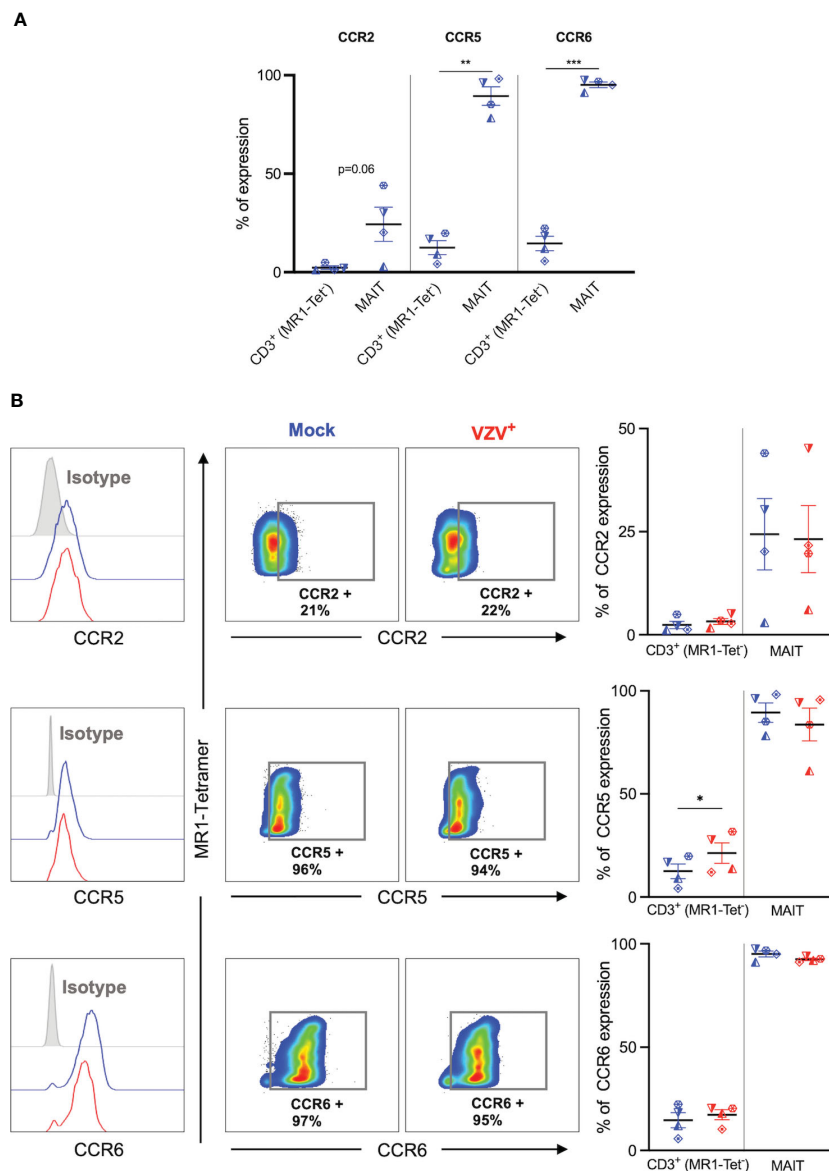 A
CCR2 CCR5 CCR6
% of expression
100
50
0
p=0.06
**
***
CD3⁺ (MR1-Tet⁻)
MAIT
CD3⁺ (MR1-Tet⁻)
MAIT
CD3⁺ (MR1-Tet⁻)
MAIT
B
Mock VZV⁺
Isotype
CCR2
MR1-Tetramer
CCR2 +
21%
CCR2 +
22%
CCR2
% of CCR2 expression
50
25
0
CD3⁺ (MR1-Tet⁻) MAIT
Isotype
CCR5
CCR5 +
96%
CCR5 +
94%
CCR5
% of CCR5 expression
100
50
0
*
CD3⁺ (MR1-Tet⁻) MAIT
Isotype
CCR6
CCR6 +
97%
CCR6 +
95%
CCR6
% of CCR6 expression
100
50
0
CD3⁺ (MR1-Tet⁻) MAIT